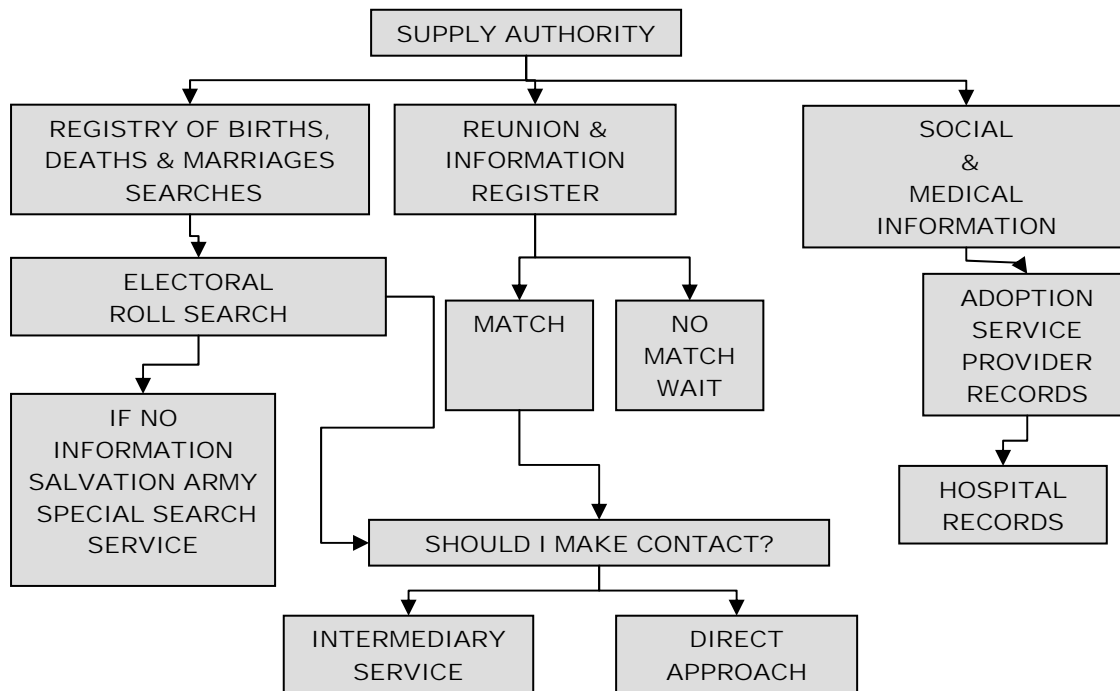 SUPPLY AUTHORITY
REGISTRY OF BIRTHS,
DEATHS & MARRIAGES
SEARCHES
REUNION &
INFORMATION
REGISTER
SOCIAL
&
MEDICAL
INFORMATION
ELECTORAL
ROLL SEARCH
MATCH
NO
MATCH
WAIT
ADOPTION
SERVICE
PROVIDER
RECORDS
IF NO
INFORMATION
SALVATION ARMY
SPECIAL SEARCH
SERVICE
HOSPITAL
RECORDS
SHOULD I MAKE CONTACT?
INTERMEDIARY
SERVICE
DIRECT
APPROACH